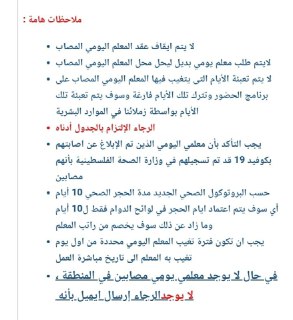 ملاحظات هامة :
لا يتم ايقاف عقد المعلم اليومي المصاب
لايتم طلب معلم يومي بديل ليحل محل المعلم اليومي المصاب
لا يتم تعبئة الأيام التى يتغيب فيها المعلم اليومي المصاب على
برنامج الحضور وتترك تلك الأيام فارغة وسوف يتم تعبئة تلك
الأيام بواسطة زملائنا في الموارد البشرية
الرجاء الإلتزام بالجدول أدناه
يجب التأكد بأن معلمي اليومي الذين تم الإبلاغ عن اصابتهم
بكوفيد 19 قد تم تسجيلهم في وزارة الصحة الفلسطينية بأنهم
مصابين
حسب البروتوكول الصحي الجديد مدة الحجر الصحي 10 أيام
أي سوف يتم اعتماد ايام الحجر في لوائح الدوام فقط ل10 أيام
وما زاد عن ذلك سوف يخصم من راتب المعلم
يجب ان تكون فترة تغيب المعلم اليومي محددة من اول يوم
تغيب به المعلم الى تاريخ مباشرة العمل
في حال لا يوجد معلمي يومي مصابين في المنطقة ،
الرجاء إرسال ايميل بأنه لا يوجد